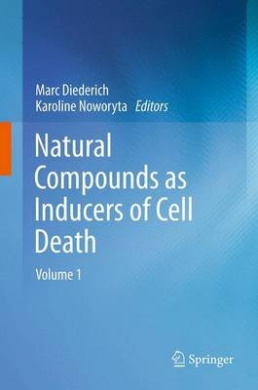 Marc Diederich
Karoline Noworyta Editors
Natural
Compounds as
Inducers of Cell
Death
Volume 1
Springer